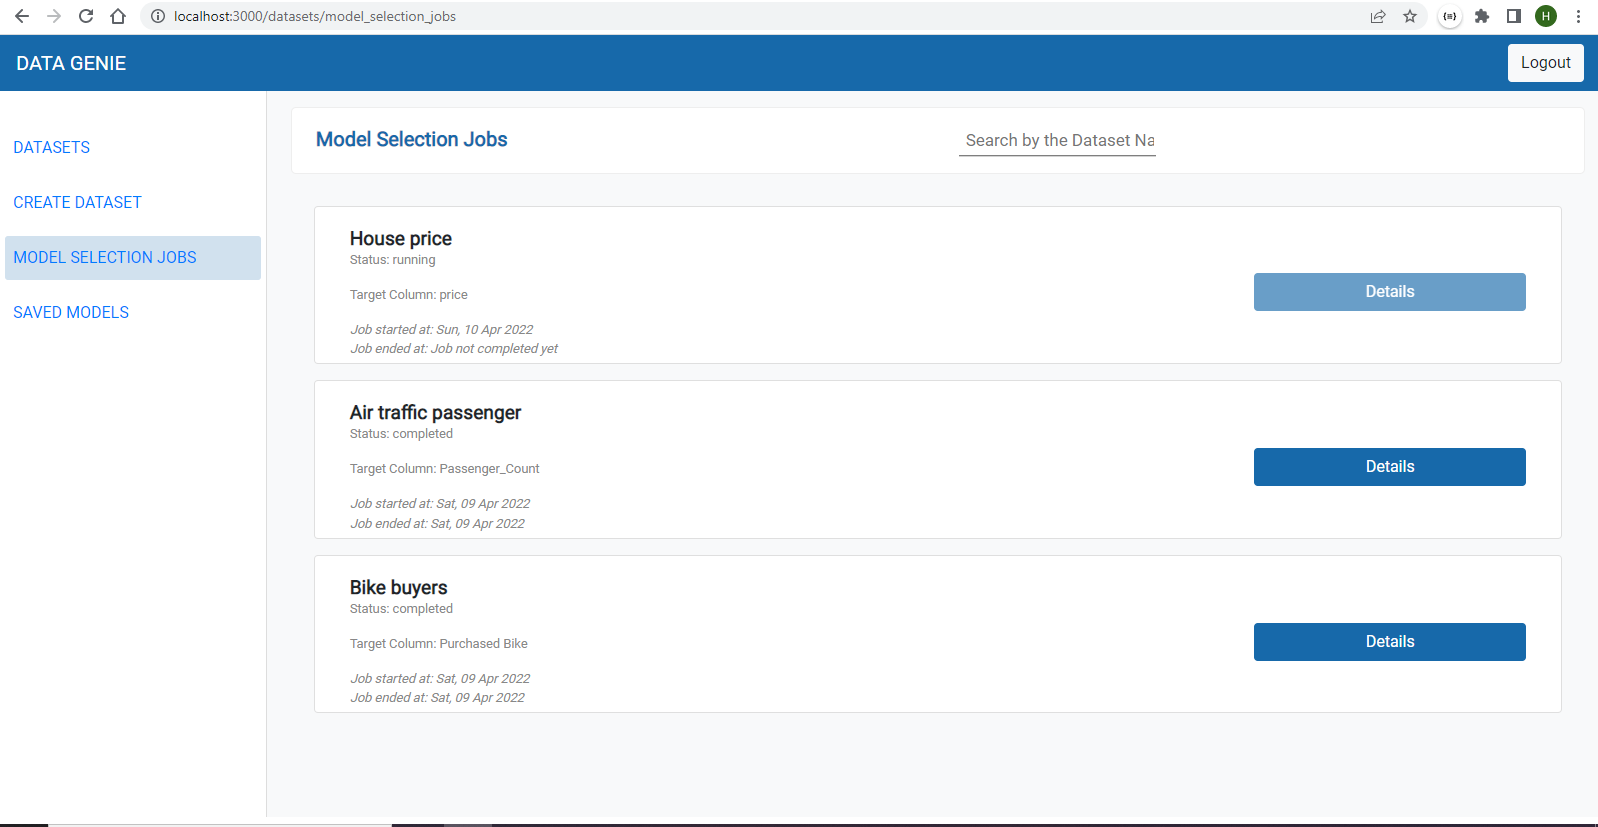 localhost:3000/datasets/model_selection_jobs
H
DATA GENIE
Logout
DATASETS
CREATE DATASET
MODEL SELECTION JOBS
SAVED MODELS
Model Selection Jobs
Search by the Dataset Na
House price
Status: running
Target Column: price
Details
Job started at: Sun, 10 Apr 2022
Job ended at: Job not completed yet
Air traffic passenger
Status: completed
Target Column: Passenger_Count
Details
Job started at: Sat, 09 Apr 2022
Job ended at: Sat, 09 Apr 2022
Bike buyers
Status: completed
Target Column: Purchased Bike
Details
Job started at: Sat, 09 Apr 2022
Job ended at: Sat, 09 Apr 2022